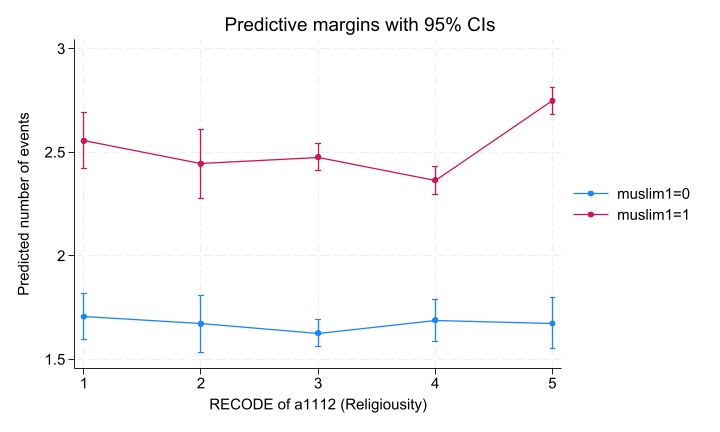 Predictive margins with 95% CIs
3
2.5
2
1.5
Predicted number of events
1 2 3 4 5
RECODE of a1112 (Religiousity)
muslim1=0
muslim1=1